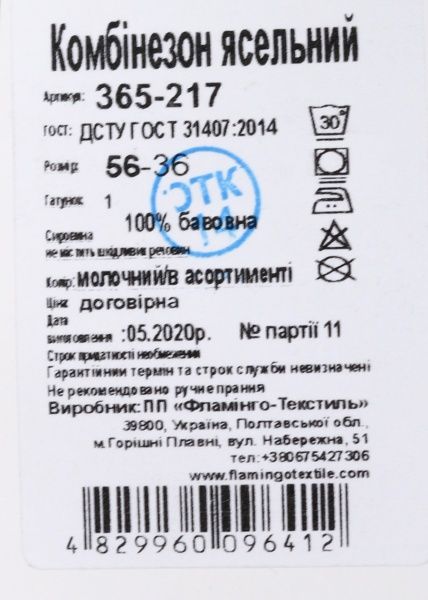 Комбінезон ясельний
Артикул: 365-217
ГОСТ: ДСТУ ГОСТ 31407:2014
30°
Розмір: 56-36
ОТК
14
Гатунок 1
Сировина 100% бавовна
не містить шкідливих речовин
Колір: молочний/в асортименті
Ціна: договірна
Дата
виготовлення :05.2020р. № партії 11
Строк придатності необмежений
Гарантійний термін та строк служби невизначені
Не рекомендовано ручне прання
Виробник: ПП «Фламінго-Текстиль»
39800, Україна, Полтавської обл.,
м.Горішні Плавні, вул. Набережна, 51
тел.:+380675427306
www.flamingotextile.com
4 829960 096412